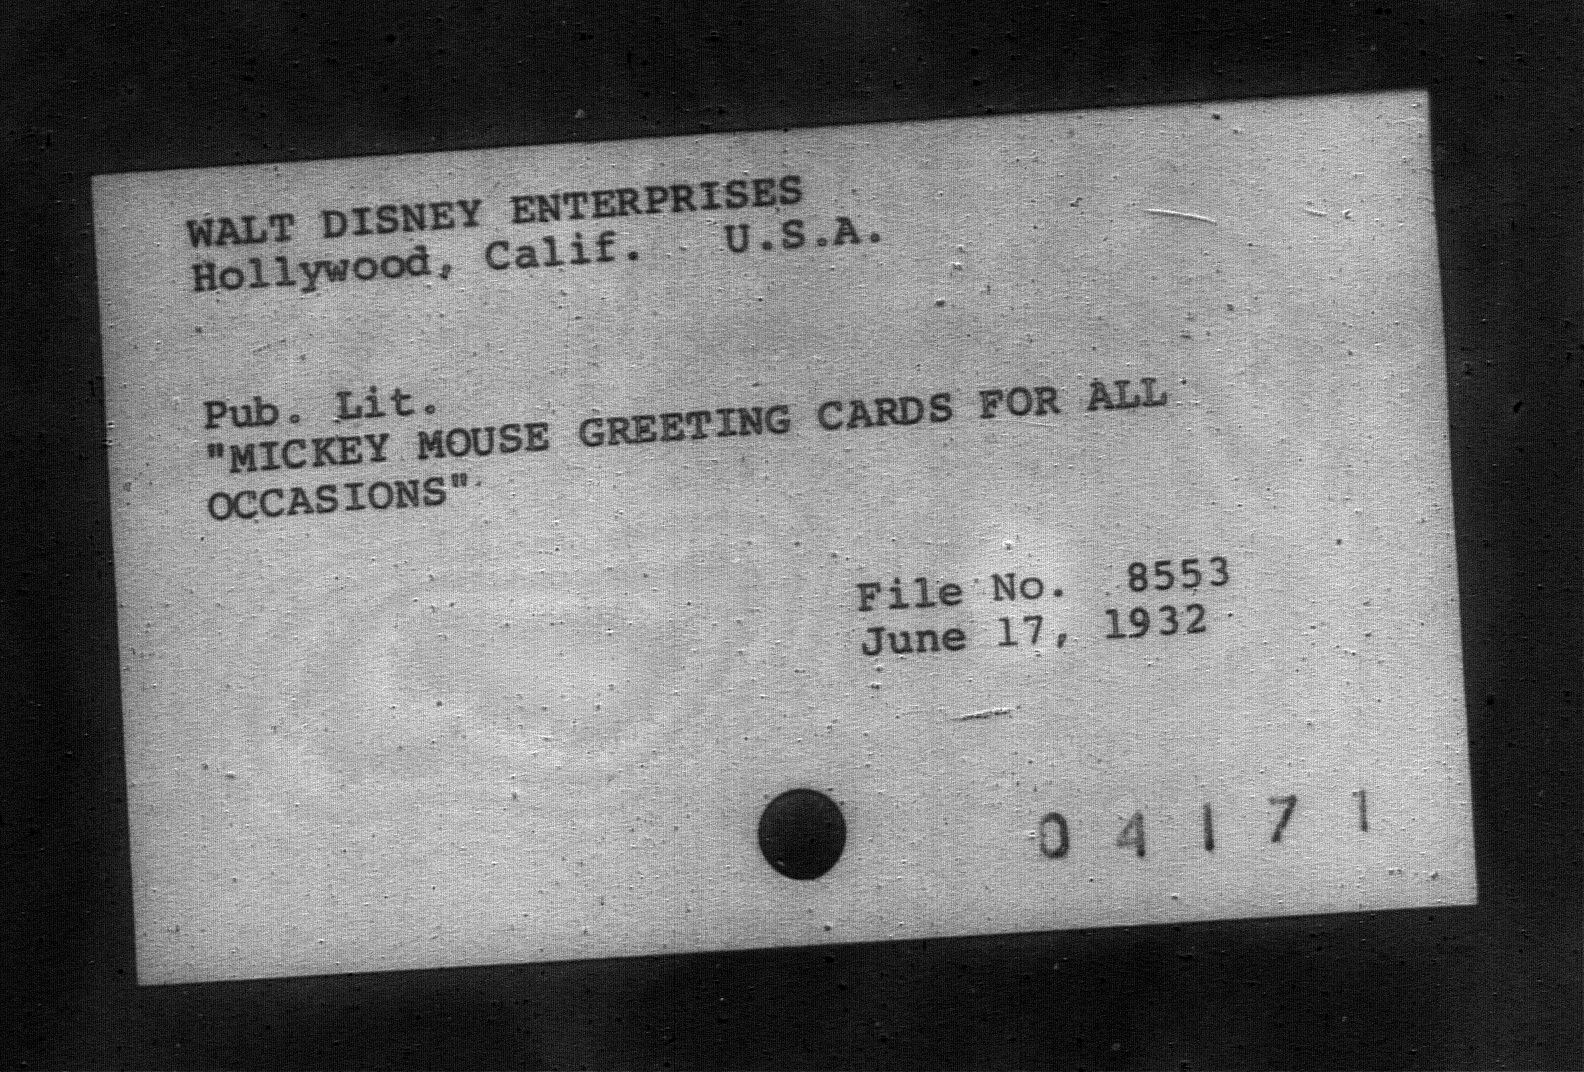 WALT DISNEY ENTERPRISES
Hollywood, Calif. U.S.A.
Pub. Lit.
"MICKEY MOUSE GREETING CARDS FOR ALL
OCCASIONS"
File No. 8553
June 17, 1932
04171